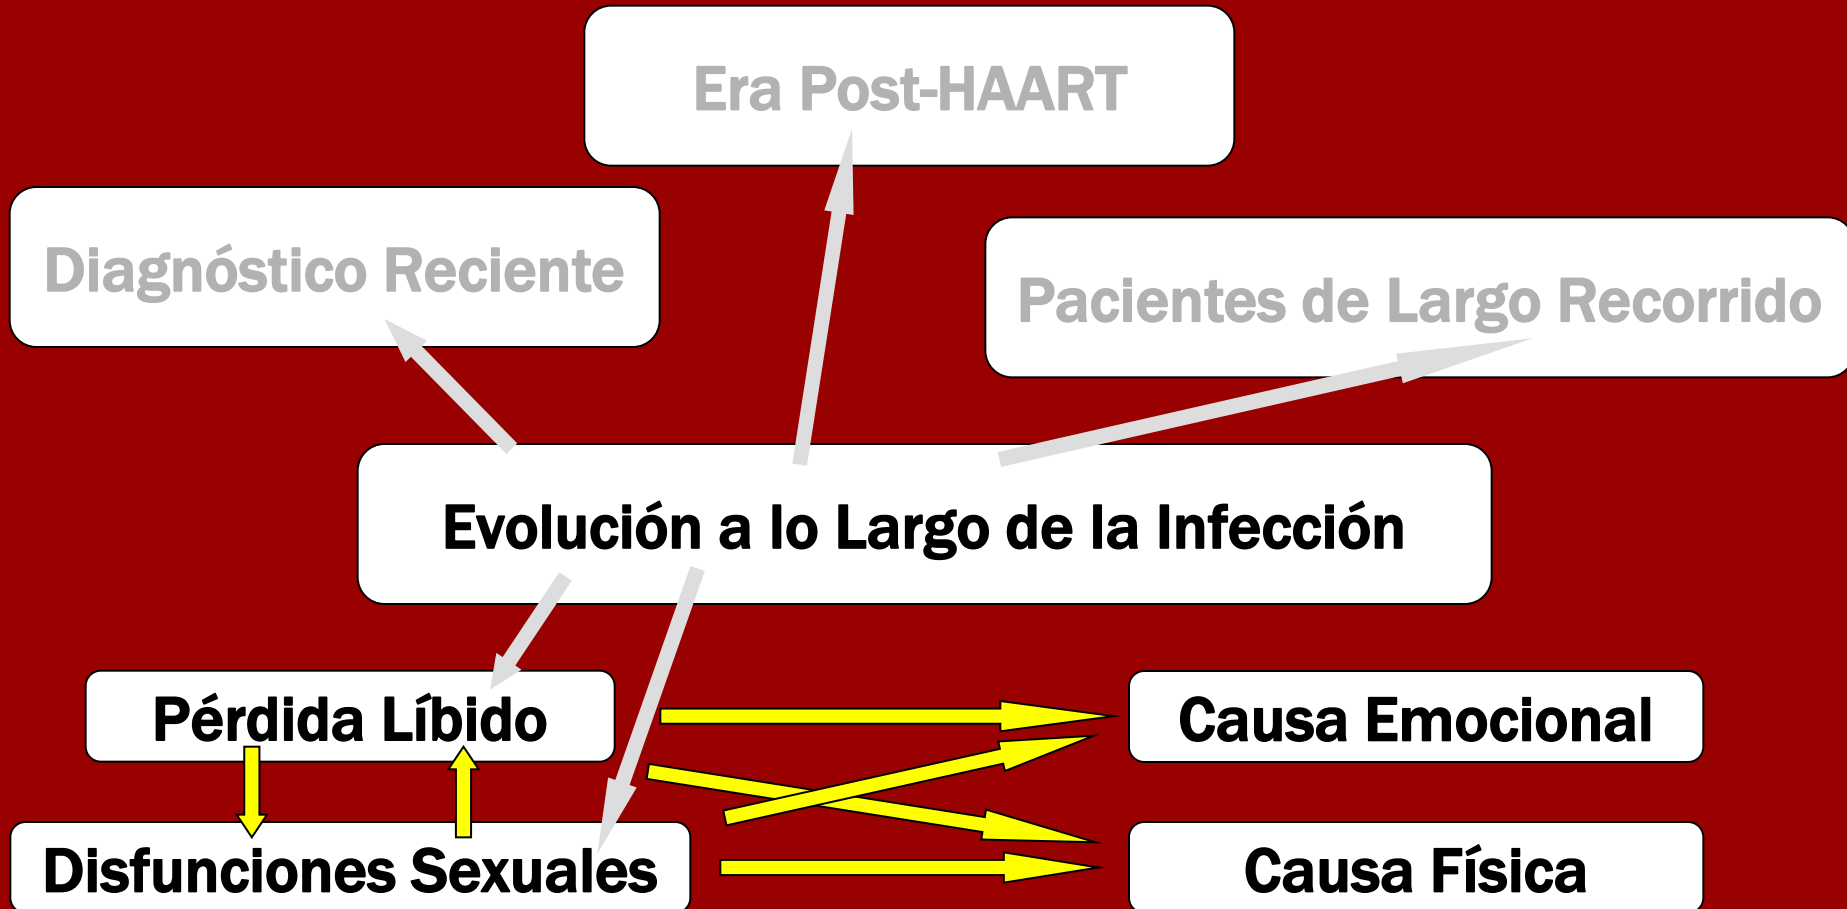 Era Post-HAART
Diagnóstico Reciente
Pacientes de Largo Recorrido
Evolución a lo Largo de la Infección
Pérdida Líbido
Causa Emocional
Disfunciones Sexuales
Causa Física